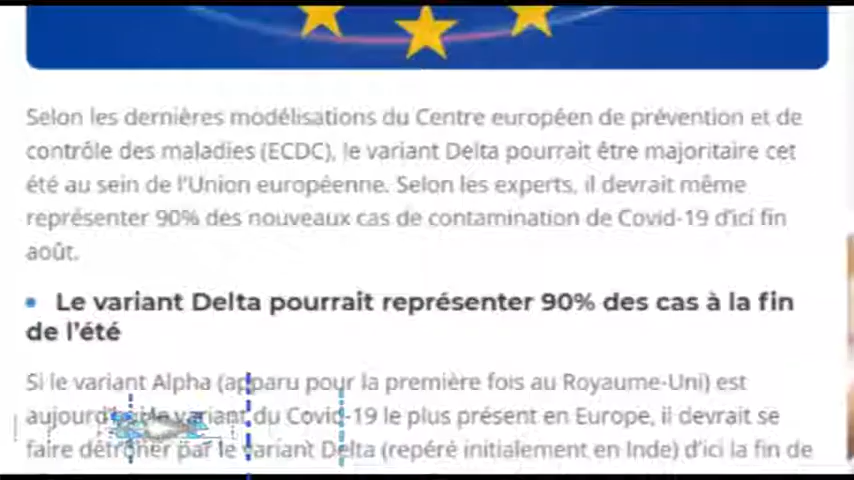 Selon les dernières modélisations du Centre européen de prévention et de
contrôle des maladies (ECDC), le variant Delta pourrait être majoritaire cet
été au sein de l'Union européenne. Selon les experts, il devrait même
représenter 90% des nouveaux cas de contamination de Covid-19 d'ici fin
août.
• Le variant Delta pourrait représenter 90% des cas à la fin
de l'été
Si le variant Alpha (apparu pour la première fois au Royaume-Uni) est
aujourd'hui le variant du Covid-19 le plus présent en Europe, il devrait se
faire détrôner par le variant Delta (repéré initialement en Inde) d'ici la fin de